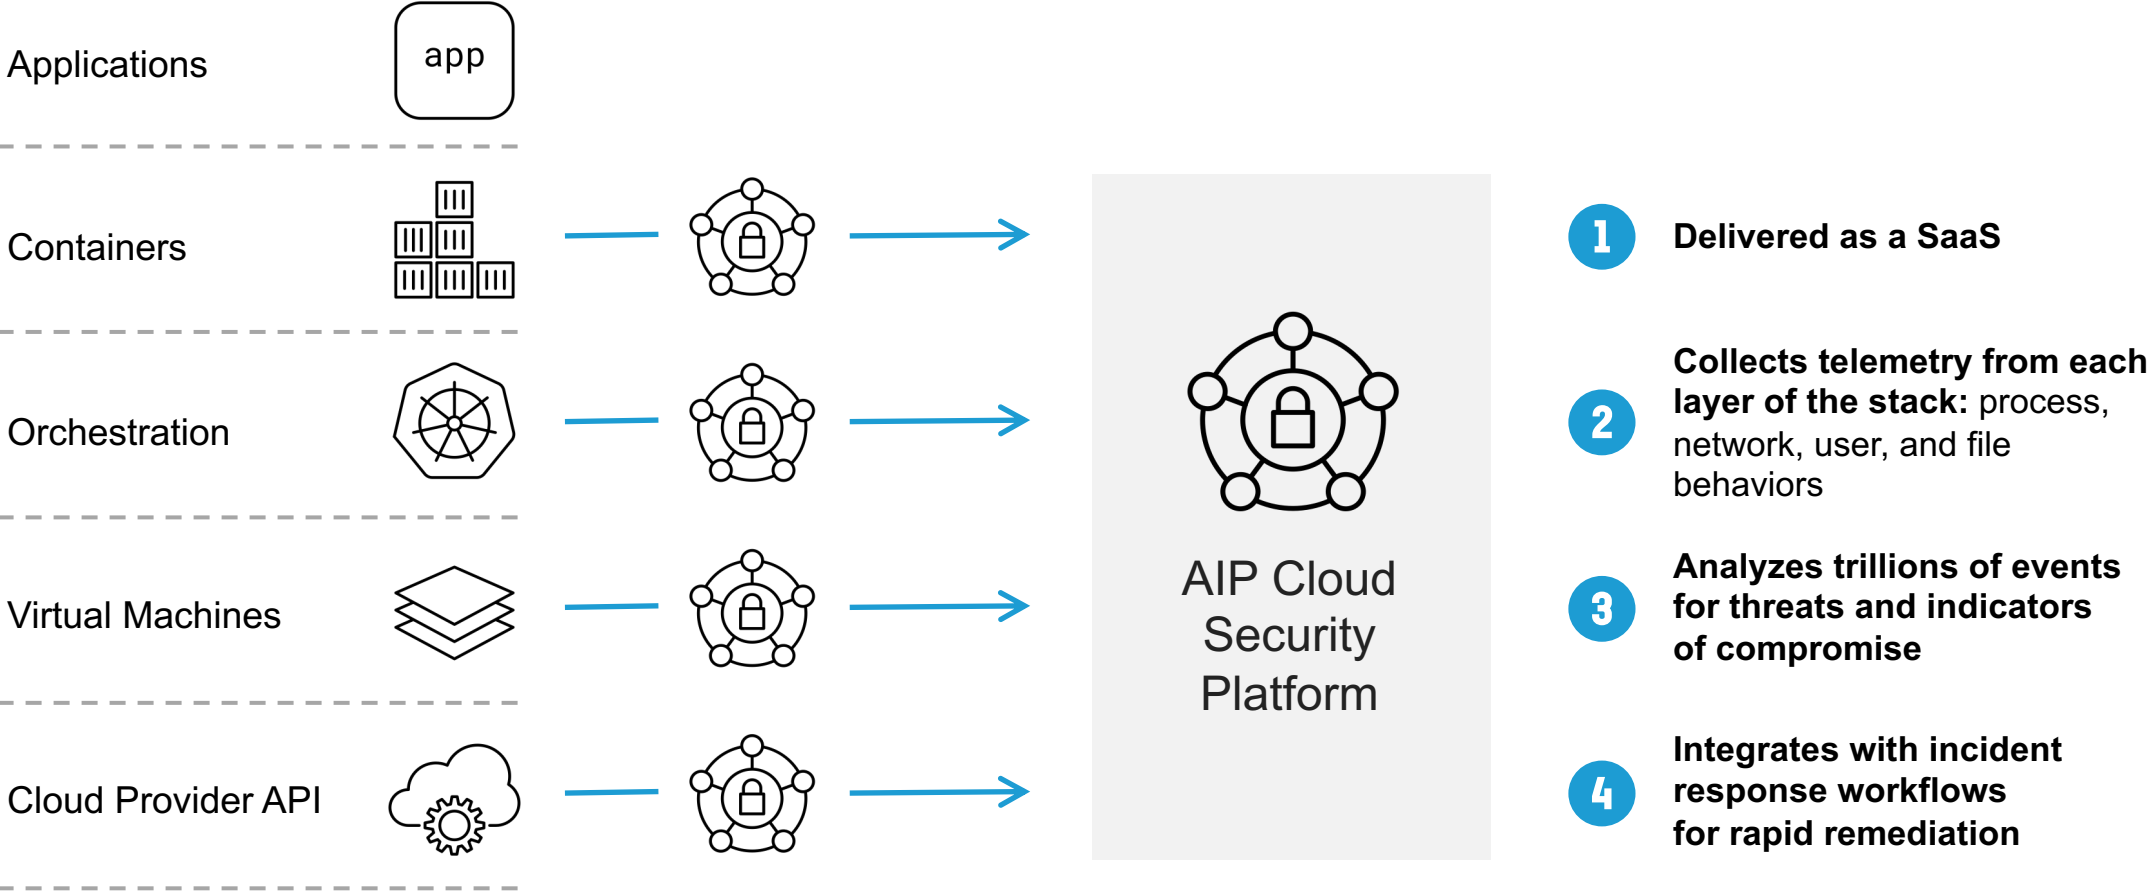 Applications
app
Containers
Orchestration
Virtual Machines
Cloud Provider API
AIP Cloud
Security
Platform
1
Delivered as a SaaS
2
Collects telemetry from each
layer of the stack: process,
network, user, and file
behaviors
3
Analyzes trillions of events
for threats and indicators
of compromise
4
Integrates with incident
response workflows
for rapid remediation